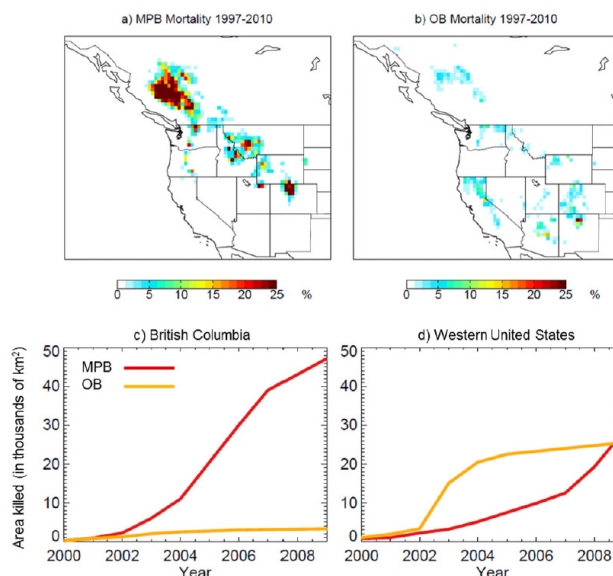 a) MPB Mortality 1997-2010
b) OB Mortality 1997-2010
0 5 10 15 20 25 %
0 5 10 15 20 25 %
c) British Columbia
d) Western United States
MPB
OB
Area killed (in thousands of km²)
50
40
30
20
10
0
50
40
30
20
10
0
2000 2002 2004 2006 2008
2000 2002 2004 2006 2008
Year
Year